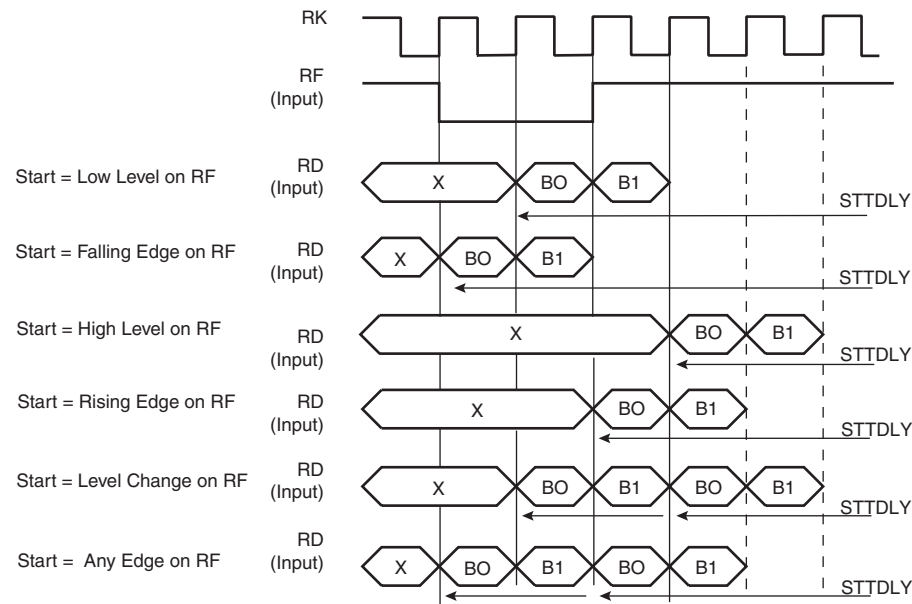 RK
RF
(Input)
Start = Low Level on RF
RD
(Input)
X
BO
B1
STTDLY
Start = Falling Edge on RF
RD
(Input)
X
BO
B1
STTDLY
Start = High Level on RF
RD
(Input)
X
BO
B1
STTDLY
Start = Rising Edge on RF
RD
(Input)
X
BO
B1
STTDLY
Start = Level Change on RF
RD
(Input)
X
BO
B1
BO
B1
STTDLY
Start = Any Edge on RF
RD
(Input)
X
BO
B1
BO
B1
STTDLY